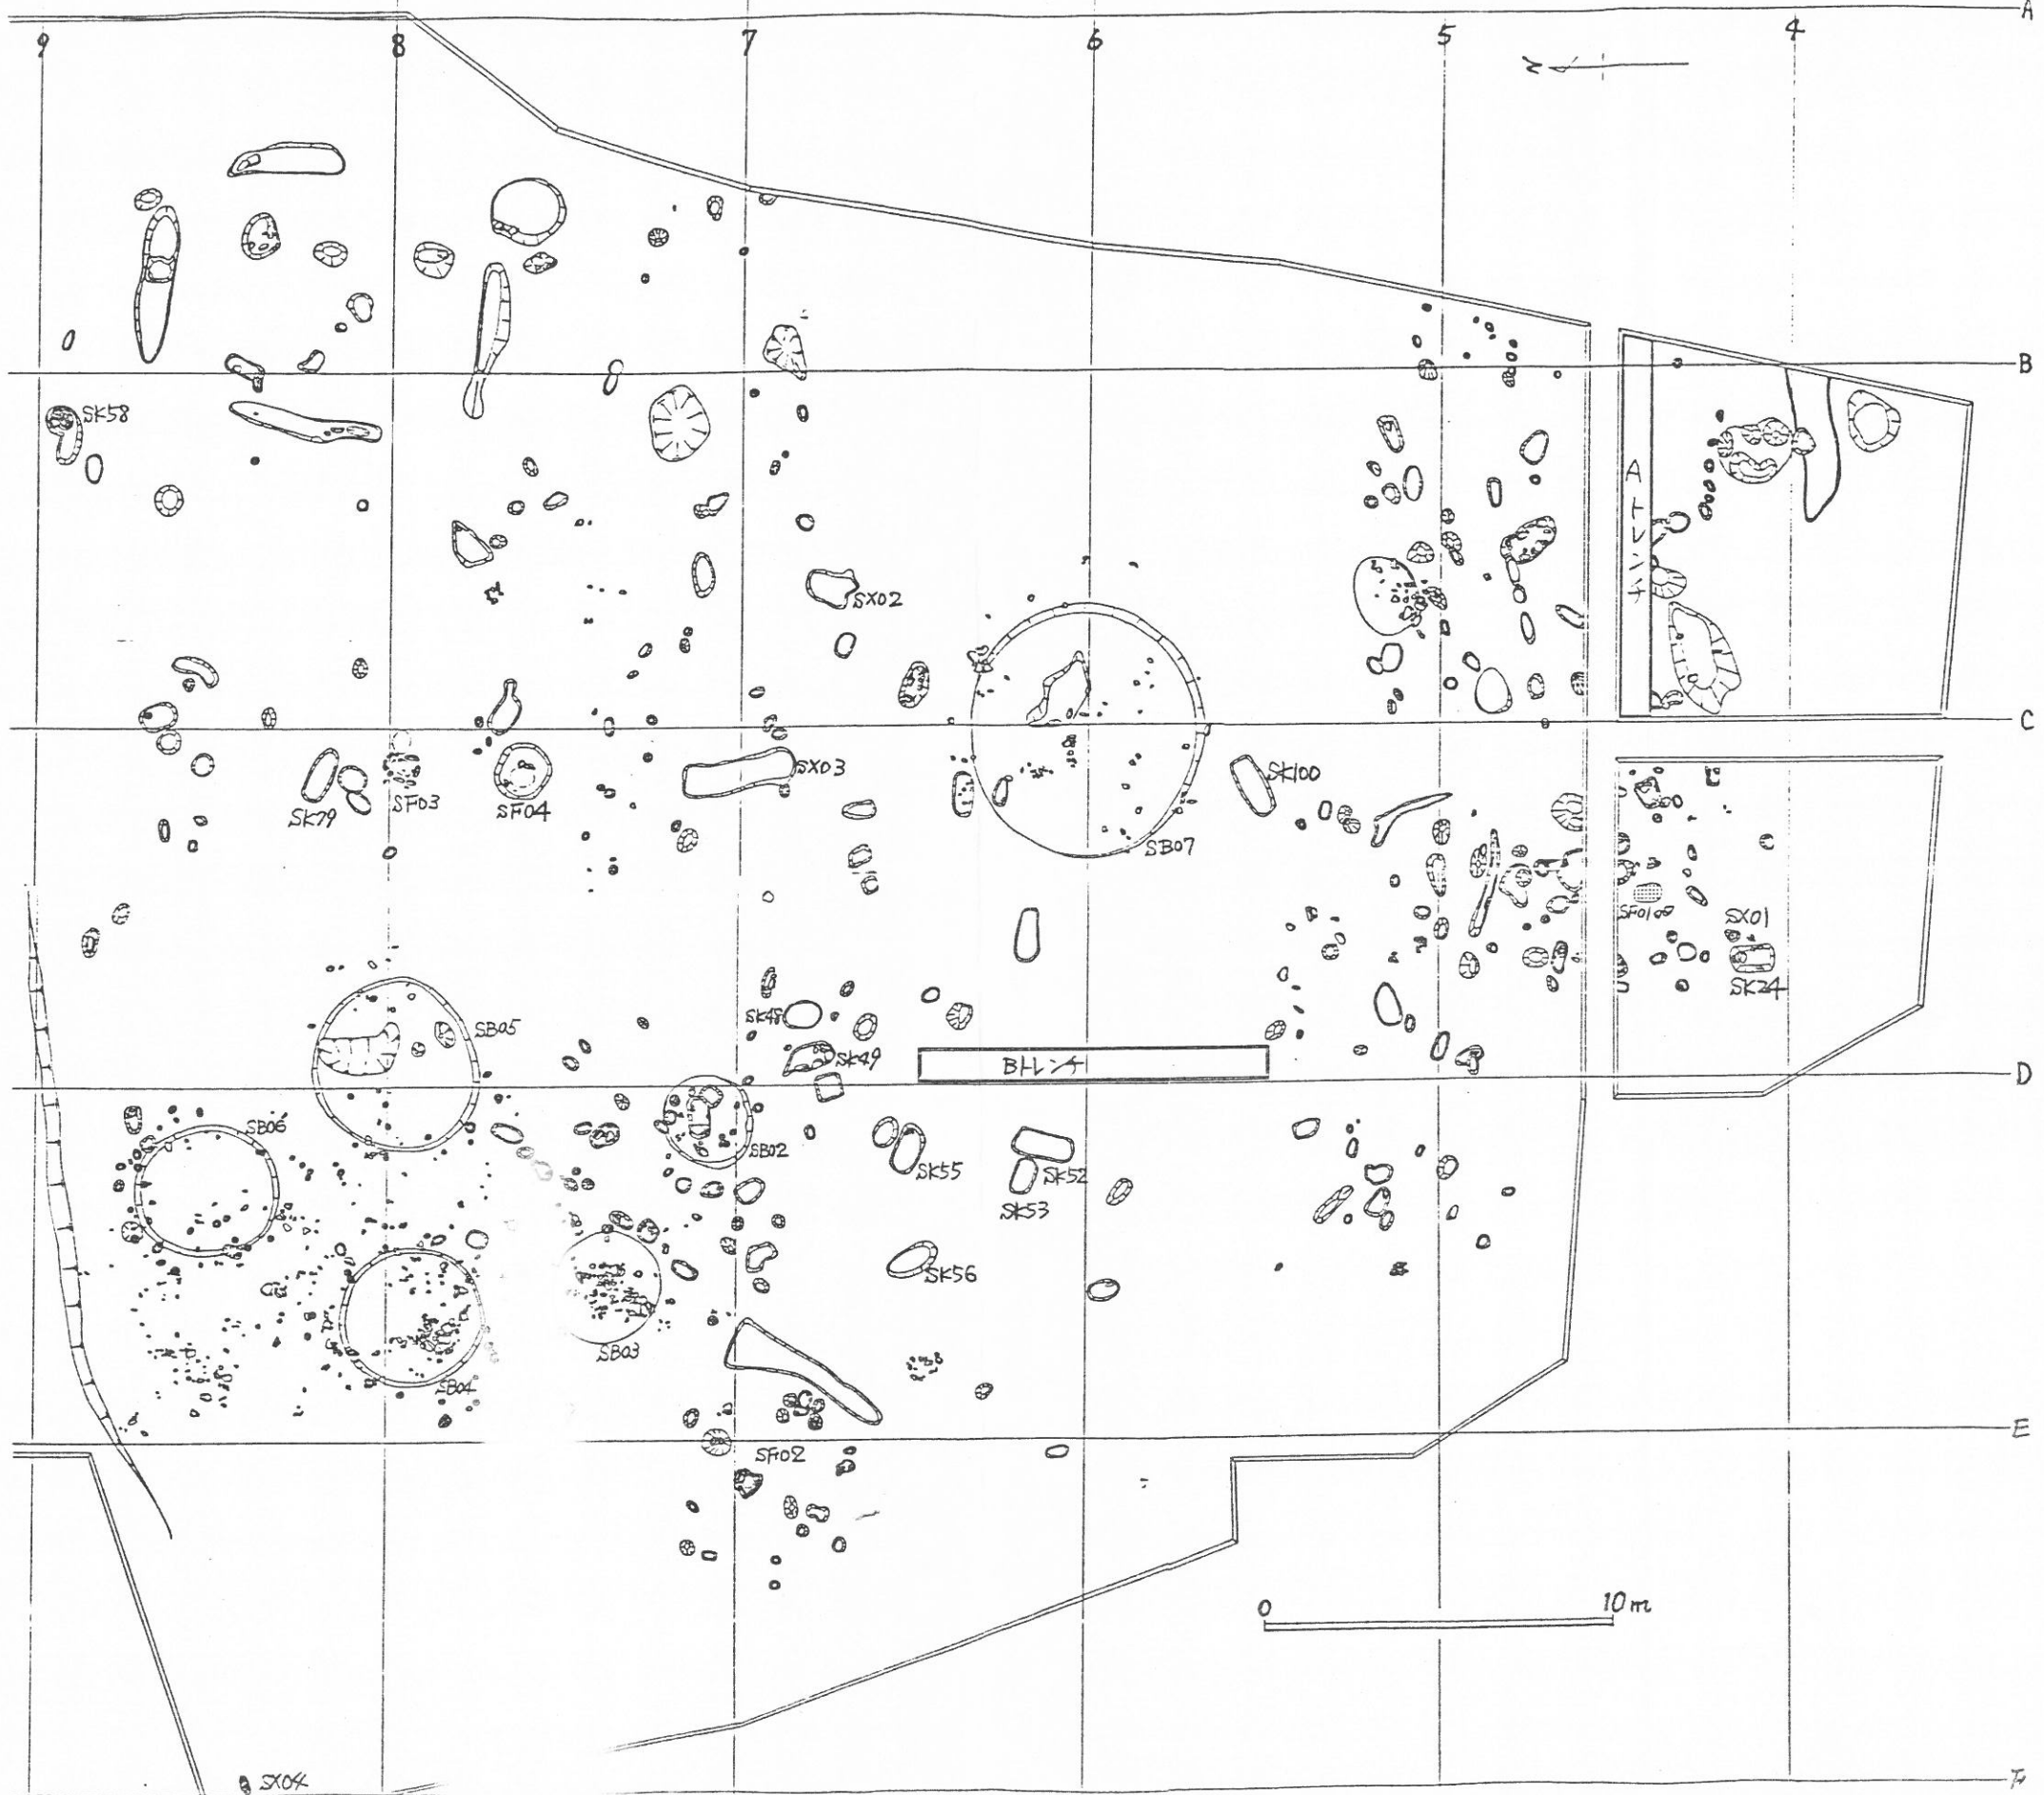 A
9
8
7
6
5
4
N
B
SK58
Aトレンチ
SX02
C
SK79
SF03
SF04
SX03
SK100
SB07
SF01
SX01
SK24
SB05
SK48
SK49
Bトレンチ
D
SB06
SB02
SK55
SK52
SK53
SK56
SB03
SB04
E
SF02
0
10m
SX04
F